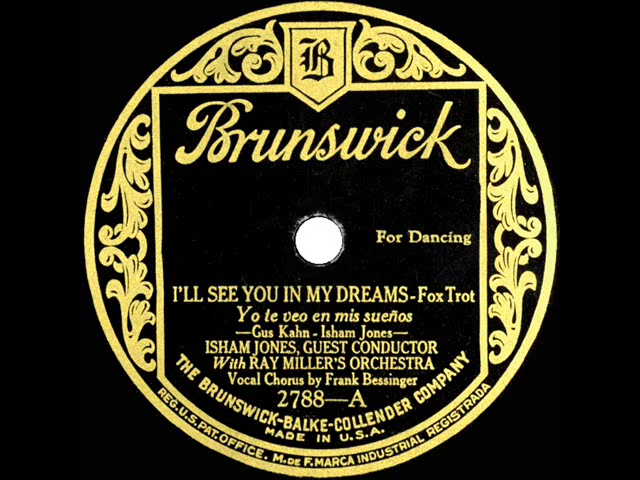 B
Brunswick
For Dancing
I'LL SEE YOU IN MY DREAMS-Fox Trot
Yo te veo en mis sueños
—Gus Kahn - Isham Jones—
ISHAM JONES, GUEST CONDUCTOR
With RAY MILLER'S ORCHESTRA
Vocal Chorus by Frank Bessinger
2788—A
THE BRUNSWICK-BALKE-COLLENDER COMPANY
MADE IN U.S.A.
REG. U.S. PAT. OFFICE. M. DE F. MARCA INDUSTRIAL REGISTRADA